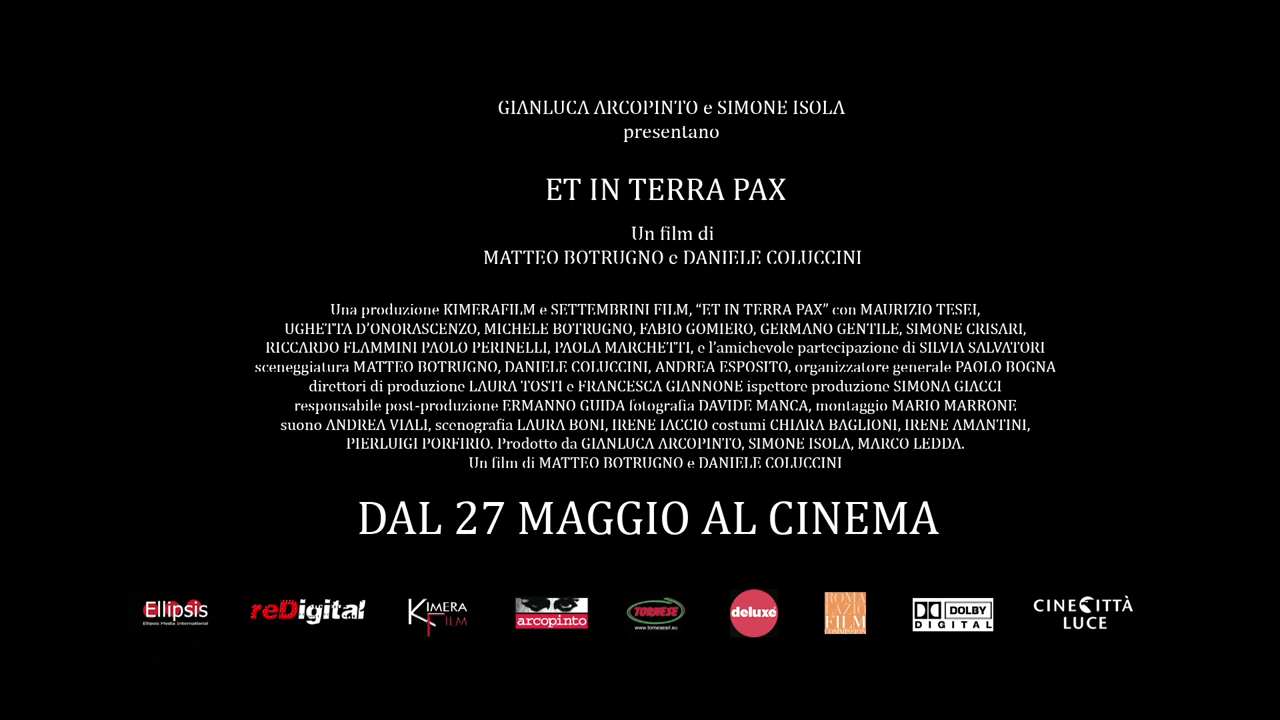 GIANLUCA ARCOPINTO e SIMONE ISOLA
presentano
ET IN TERRA PAX
Un film di
MATTEO BOTRUGNO e DANIELE COLUCCINI
Una produzione KIMERAFILM e SETTEMBRINI FILM, “ET IN TERRA PAX” con MAURIZIO TESEI,
UGHETTA D’ONORASCENZO, MICHELE BOTRUGNO, FABIO GOMIERO, GERMANO GENTILE, SIMONE CRISARI,
RICCARDO FLAMMINI PAOLO PERINELLI, PAOLA MARCHETTI, e l’amichevole partecipazione di SILVIA SALVATORI
sceneggiatura MATTEO BOTRUGNO, DANIELE COLUCCINI, ANDREA ESPOSITO, organizzatore generale PAOLO BOGNA
direttori di produzione LAURA TOSTI e FRANCESCA GIANNONE ispettore produzione SIMONA GIACCI
responsabile post-produzione ERMANNO GUIDA fotografia DAVIDE MANCA, montaggio MARIO MARRONE
suono ANDREA VIALI, scenografia LAURA BONI, IRENE IACCIO costumi CHIARA BAGLIONI, IRENE AMANTINI,
PIERLUIGI PORFIRIO. Prodotto da GIANLUCA ARCOPINTO, SIMONE ISOLA, MARCO LEDDA.
Un film di MATTEO BOTRUGNO e DANIELE COLUCCINI
DAL 27 MAGGIO AL CINEMA
Ellipsis
Ellipsis Media International
reDigital
KIMERA
FILM
arcopinto
TORNESE
www.tornesesrl.eu
deluxe
ROMA
LAZIO
FILM
COMMISSION
DOLBY
DIGITAL
CINECITTÀ
LUCE